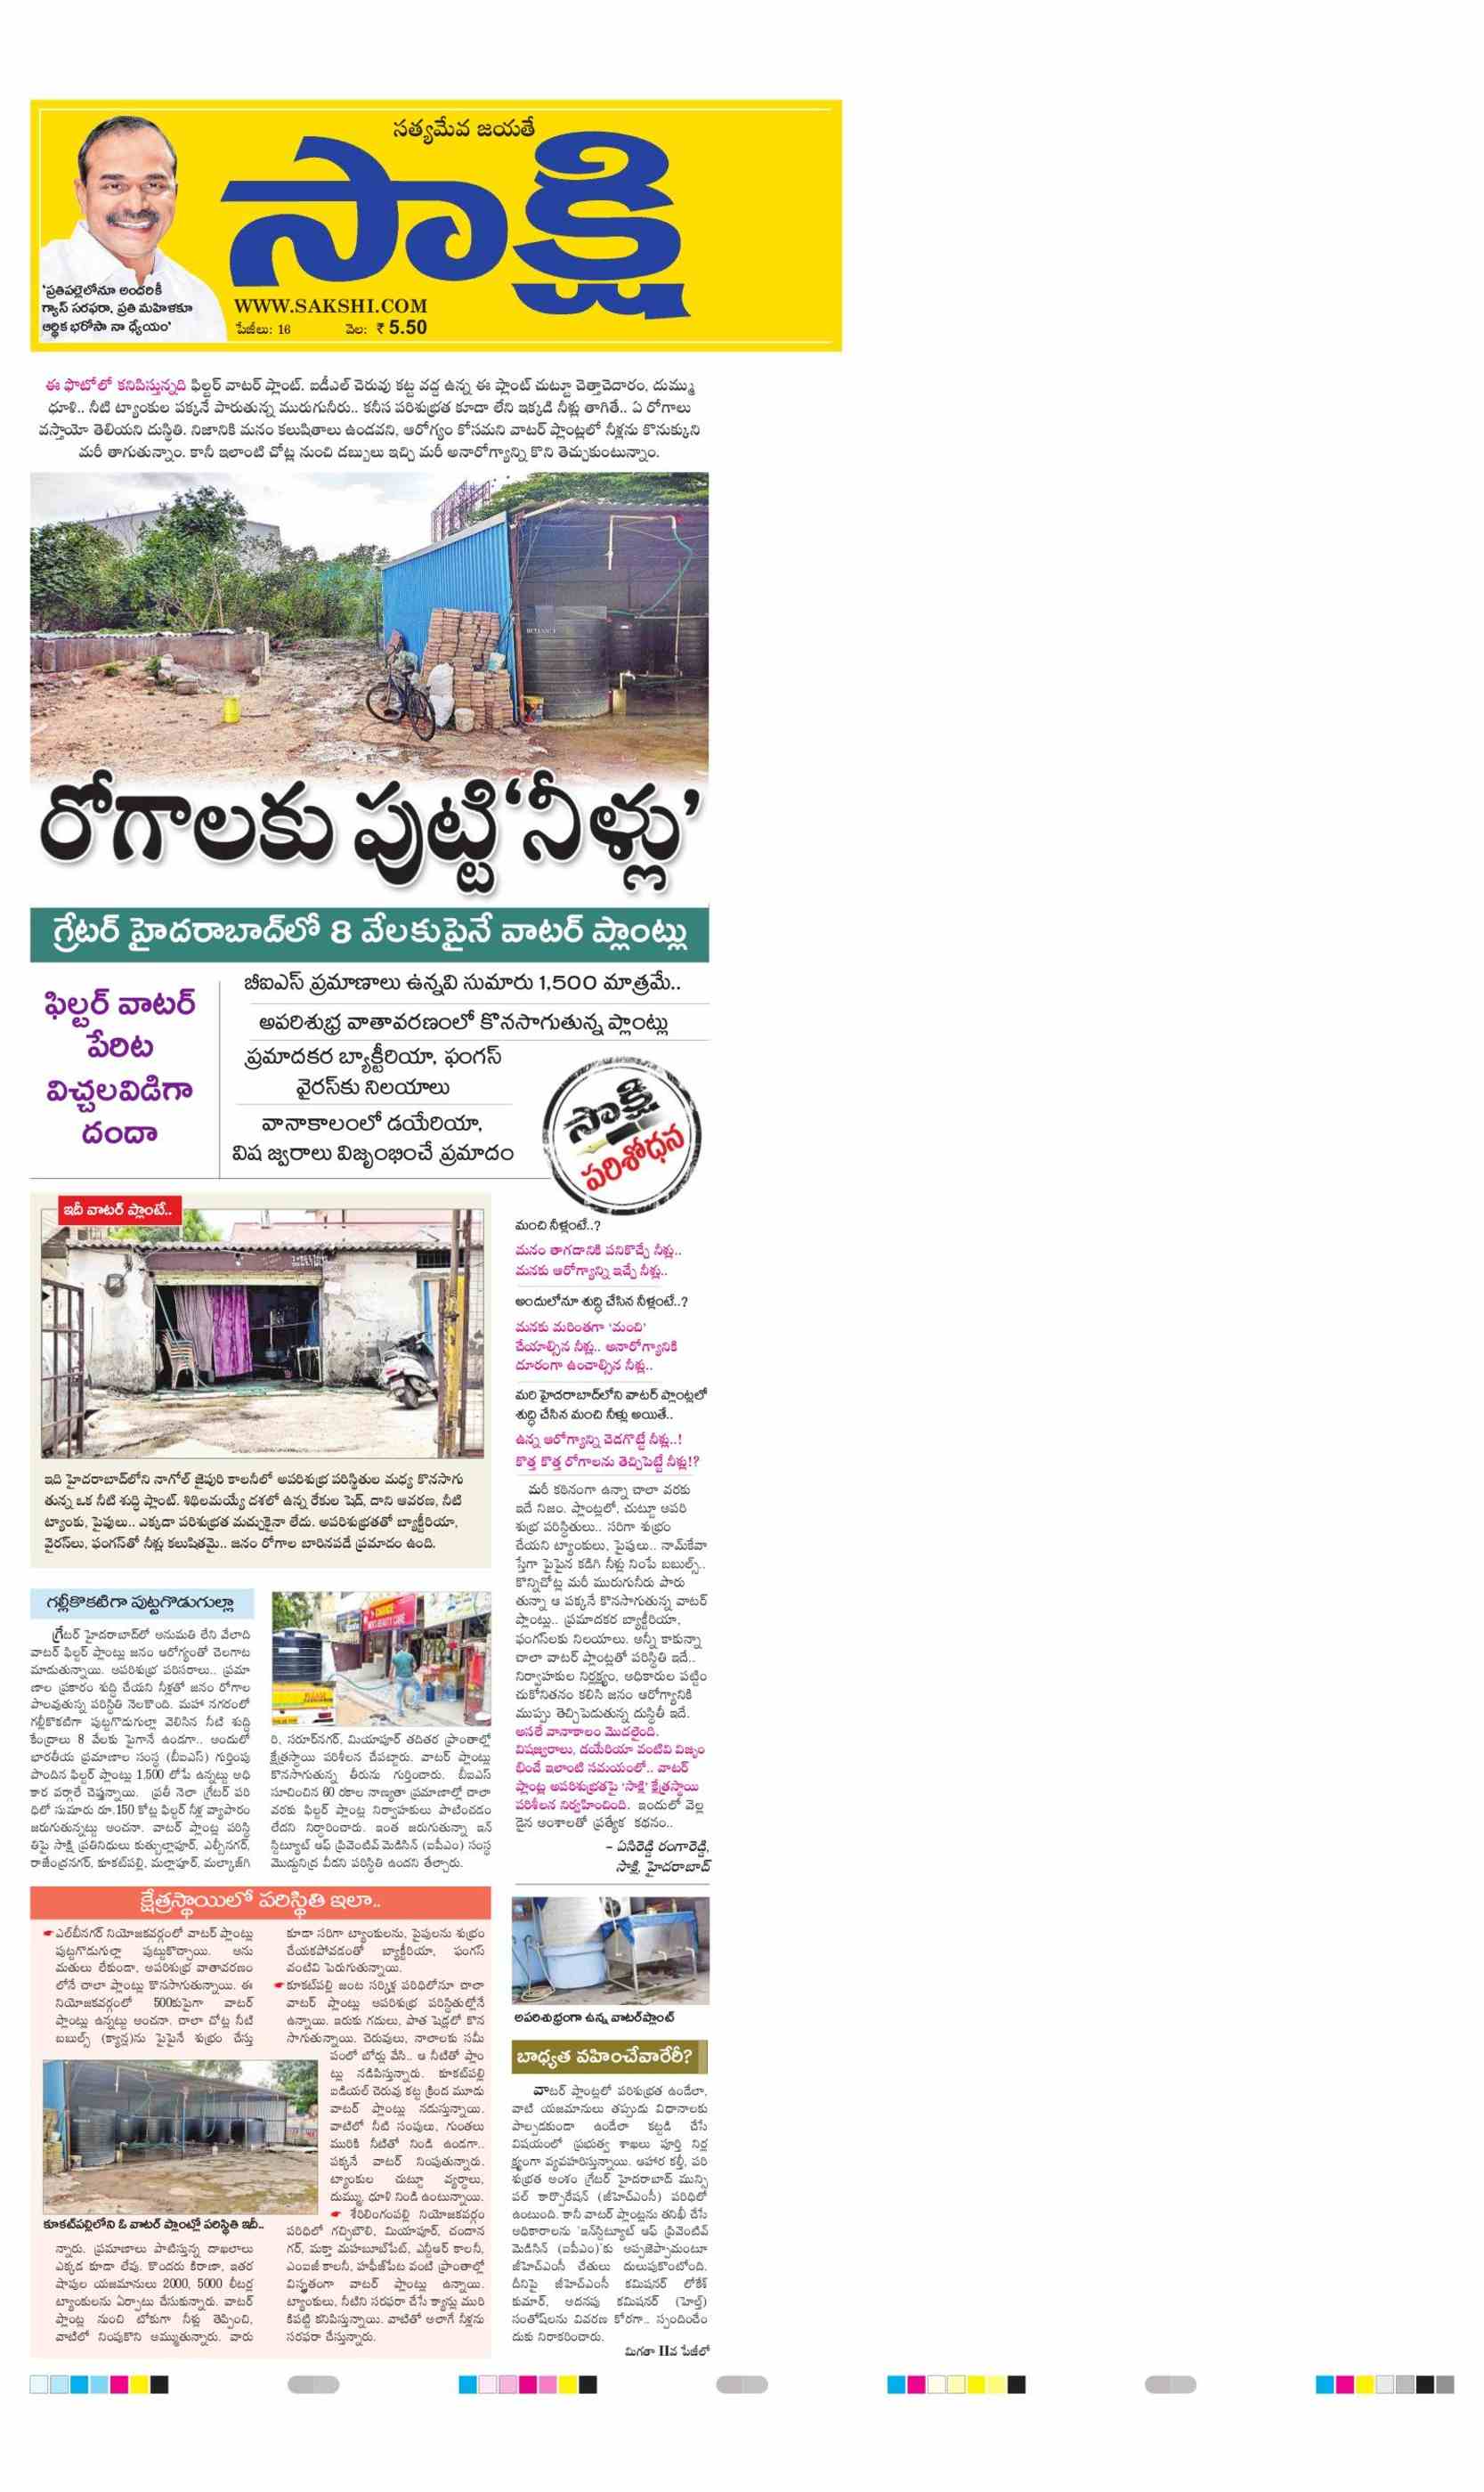 సత్యమేవ జయతే
సాక్షి
'ప్రతిపల్లెలోనూ అందరికీ
గ్యాస్ సరఫరా, ప్రతి మహిళకూ
ఆర్థిక భరోసా నా ధ్యేయం'
WWW.SAKSHI.COM
పేజీలు: 16 వెల: ₹ 5.50
ఈ ఫొటోలో కనిపిస్తున్నది ఫిల్టర్ వాటర్ ప్లాంట్. ఐడీఎల్ చెరువు కట్ట వద్ద ఉన్న ఈ ప్లాంట్ చుట్టూ చెత్తాచెదారం, దుమ్ము
ధూళి.. నీటి ట్యాంకుల పక్కనే పారుతున్న మురుగునీరు.. కనీస పరిశుభ్రత కూడా లేని ఇక్కడి నీళ్లు తాగితే.. ఏ రోగాలు
వస్తాయో తెలియని దుస్థితి. నిజానికి మనం కలుషితాలు ఉండవని, ఆరోగ్యం కోసమని వాటర్ ప్లాంట్లలో నీళ్లను కొనుక్కుని
మరీ తాగుతున్నాం. కానీ ఇలాంటి చోట్ల నుంచి డబ్బులు ఇచ్చి మరీ అనారోగ్యాన్ని కొని తెచ్చుకుంటున్నాం.
రోగాలకు పుట్టి'నీళ్లు'
గ్రేటర్ హైదరాబాద్‌లో 8 వేలకుపైనే వాటర్ ప్లాంట్లు
ఫిల్టర్ వాటర్
పేరిట
విచ్చలవిడిగా
దందా
బీఐఎస్ ప్రమాణాలు ఉన్నవి సుమారు 1,500 మాత్రమే..
అపరిశుభ్ర వాతావరణంలో కొనసాగుతున్న ప్లాంట్లు
ప్రమాదకర బ్యాక్టీరియా, ఫంగస్
వైరస్‌కు నిలయాలు
వానాకాలంలో డయేరియా,
విష జ్వరాలు విజృంభించే ప్రమాదం
సాక్షి
పరిశోధన
ఇదీ వాటర్ ప్లాంటే..
ఇది హైదరాబాద్‌లోని నాగోల్ జైపురి కాలనీలో అపరిశుభ్ర పరిస్థితుల మధ్య కొనసాగు
తున్న ఒక నీటి శుద్ధి ప్లాంట్. శిథిలమయ్యే దశలో ఉన్న రేకుల షెడ్, దాని ఆవరణ, నీటి
ట్యాంకు, పైపులు.. ఎక్కడా పరిశుభ్రత మచ్చుకైనా లేదు. అపరిశుభ్రతతో బ్యాక్టీరియా,
వైరస్‌లు, ఫంగస్‌తో నీళ్లు కలుషితమై.. జనం రోగాల బారినపడే ప్రమాదం ఉంది.
మంచి నీళ్లంటే..?
మనం తాగడానికి పనికొచ్చే నీళ్లు..
మనకు ఆరోగ్యాన్ని ఇచ్చే నీళ్లు..
అందులోనూ శుద్ధి చేసిన నీళ్లంటే..?
మనకు మరింతగా 'మంచి'
చేయాల్సిన నీళ్లు.. అనారోగ్యానికి
దూరంగా ఉంచాల్సిన నీళ్లు..
మరి హైదరాబాద్‌లోని వాటర్ ప్లాంట్లలో
శుద్ధి చేసిన మంచి నీళ్లు అయితే..
ఉన్న ఆరోగ్యాన్ని చెడగొట్టే నీళ్లు..!
కొత్త కొత్త రోగాలను తెచ్చిపెట్టే నీళ్లు!?
మరీ కఠినంగా ఉన్నా చాలా వరకు
ఇదే నిజం. ప్లాంట్లలో, చుట్టూ అపరి
శుభ్ర పరిస్థితులు.. సరిగా శుభ్రం
చేయని ట్యాంకులు, పైపులు.. నామ్‌కేవా
స్తేగా పైపైన కడిగి నీళ్లు నింపే బబుల్స్..
కొన్నిచోట్ల మరీ మురుగునీరు పారు
తున్నా ఆ పక్కనే కొనసాగుతున్న వాటర్
ప్లాంట్లు.. ప్రమాదకర బ్యాక్టీరియా,
ఫంగస్‌లకు నిలయాలు. అన్నీ కాకున్నా
చాలా వాటర్ ప్లాంట్లతో పరిస్థితి ఇదే..
నిర్వాహకుల నిర్లక్ష్యం, అధికారుల పట్టిం
చుకోనితనం కలిసి జనం ఆరోగ్యానికి
ముప్పు తెచ్చిపెడుతున్న దుస్థితి ఇదే.
అసలే వానాకాలం మొదలైంది.
విషజ్వరాలు, డయేరియా వంటివి విజృం
భించే ఇలాంటి సమయంలో.. వాటర్
ప్లాంట్ల అపరిశుభ్రతపై 'సాక్షి' క్షేత్రస్థాయి
పరిశీలన నిర్వహించింది. ఇందులో వెల్ల
డైన అంశాలతో ప్రత్యేక కథనం..
– ఏసిరెడ్డి రంగారెడ్డి,
సాక్షి, హైదరాబాద్
గల్లీకొకటిగా పుట్టగొడుగుల్లా
గ్రేటర్ హైదరాబాద్‌లో అనుమతి లేని వేలాది
వాటర్ ఫిల్టర్ ప్లాంట్లు జనం ఆరోగ్యంతో చెలగాట
మాడుతున్నాయి. అపరిశుభ్ర పరిసరాలు.. ప్రమా
ణాల ప్రకారం శుద్ధి చేయని నీళ్లతో జనం రోగాల
పాలవుతున్న పరిస్థితి నెలకొంది. మహా నగరంలో
గల్లీకొకటిగా పుట్టగొడుగుల్లా వెలిసిన నీటి శుద్ధి
కేంద్రాలు 8 వేలకు పైగానే ఉండగా.. అందులో
భారతీయ ప్రమాణాల సంస్థ (బీఐఎస్) గుర్తింపు
పొందిన ఫిల్టర్ ప్లాంట్లు 1,500 లోపే ఉన్నట్టు అధి
కార వర్గాలే చెప్తున్నాయి. ప్రతీ నెలా గ్రేటర్ పరి
ధిలో సుమారు రూ.150 కోట్ల ఫిల్టర్ నీళ్ల వ్యాపారం
జరుగుతున్నట్టు అంచనా. వాటర్ ప్లాంట్ల పరిస్థి
తిపై సాక్షి ప్రతినిధులు కుత్బుల్లాపూర్, ఎల్బీనగర్,
రాజేంద్రనగర్, కూకట్‌పల్లి, మల్లాపూర్, మల్కాజ్‌గి
రి, సరూర్‌నగర్, మియాపూర్ తదితర ప్రాంతాల్లో
క్షేత్రస్థాయి పరిశీలన చేపట్టారు. వాటర్ ప్లాంట్లు
కొనసాగుతున్న తీరును గుర్తించారు. బీఐఎస్
సూచించిన 60 రకాల నాణ్యతా ప్రమాణాల్లో చాలా
వరకు ఫిల్టర్ ప్లాంట్ల నిర్వాహకులు పాటించడం
లేదని నిర్ధారించారు. ఇంత జరుగుతున్నా ఇన్
స్టిట్యూట్ ఆఫ్ ప్రివెంటివ్ మెడిసిన్ (ఐపీఎం) సంస్థ
మొద్దునిద్ర వీడని పరిస్థితి ఉందని తేల్చారు.
క్షేత్రస్థాయిలో పరిస్థితి ఇలా..
ఎల్‌బీనగర్ నియోజకవర్గంలో వాటర్ ప్లాంట్లు
పుట్టగొడుగుల్లా పుట్టుకొచ్చాయి. అను
మతులు లేకుండా, అపరిశుభ్ర వాతావరణం
లోనే చాలా ప్లాంట్లు కొనసాగుతున్నాయి. ఈ
నియోజకవర్గంలో 500కుపైగా వాటర్
ప్లాంట్లు ఉన్నట్టు అంచనా. చాలా చోట్ల నీటి
బబుల్స్ (క్యాన్ల)ను పైపైనే శుభ్రం చేస్తు
కూకట్‌పల్లిలోని ఓ వాటర్ ప్లాంట్లో పరిస్థితి ఇదీ..
న్నారు. ప్రమాణాలు పాటిస్తున్న దాఖలాలు
ఎక్కడ కూడా లేవు. కొందరు కిరాణా, ఇతర
షాపుల యజమానులు 2000, 5000 లీటర్ల
ట్యాంకులను ఏర్పాటు చేసుకున్నారు. వాటర్
ప్లాంట్ల నుంచి టోకుగా నీళ్లు తెప్పించి,
వాటిలో నింపుకొని అమ్ముతున్నారు. వారు
కూడా సరిగా ట్యాంకులను, పైపులను శుభ్రం
చేయకపోవడంతో బ్యాక్టీరియా, ఫంగస్
వంటివి పెరుగుతున్నాయి.
కూకట్‌పల్లి జంట సర్కిళ్ల పరిధిలోనూ చాలా
వాటర్ ప్లాంట్లు అపరిశుభ్ర పరిస్థితుల్లోనే
ఉన్నాయి. ఇరుకు గదులు, పాత షెడ్లలో కొన
సాగుతున్నాయి. చెరువులు, నాలాలకు సమీ
పంలో బోర్లు వేసి.. ఆ నీటితో ప్లాం
ట్లు నడిపిస్తున్నారు. కూకట్‌పల్లి
ఐడియల్ చెరువు కట్ట క్రింద మూడు
వాటర్ ప్లాంట్లు నడుస్తున్నాయి.
వాటిలో నీటి సంపులు, గుంతలు
మురికి నీటితో నిండి ఉండగా..
పక్కనే వాటర్ నింపుతున్నారు.
ట్యాంకుల చుట్టూ వ్యర్థాలు,
దుమ్ము, ధూళి నిండి ఉంటున్నాయి.
శేరిలింగంపల్లి నియోజకవర్గం
పరిధిలో గచ్చిబౌలి, మియాపూర్, చందాన
గర్, మక్తా మహబూబ్‌పేట్, ఎన్టీఆర్ కాలనీ,
ఎంఐజీ కాలనీ, హఫీజ్‌పేట వంటి ప్రాంతాల్లో
విస్తృతంగా వాటర్ ప్లాంట్లు ఉన్నాయి.
ట్యాంకులు, నీటిని సరఫరా చేసే క్యాన్లు మురి
కిపట్టి కనిపిస్తున్నాయి. వాటితో అలాగే నీళ్లను
సరఫరా చేస్తున్నారు.
అపరిశుభ్రంగా ఉన్న వాటర్‌ప్లాంట్
బాధ్యత వహించేవారేరీ?
వాటర్ ప్లాంట్లలో పరిశుభ్రత ఉండేలా,
వాటి యజమానులు తప్పుడు విధానాలకు
పాల్పడకుండా ఉండేలా కట్టడి చేసే
విషయంలో ప్రభుత్వ శాఖలు పూర్తి నిర్ల
క్ష్యంగా వ్యవహరిస్తున్నాయి. ఆహార కల్తీ, పరి
శుభ్రత అంశం గ్రేటర్ హైదరాబాద్ మున్సి
పల్ కార్పొరేషన్ (జీహెచ్‌ఎంసీ) పరిధిలో
ఉంటుంది. కానీ వాటర్ ప్లాంట్లను తనిఖీ చేసే
అధికారాలను 'ఇన్‌స్టిట్యూట్ ఆఫ్ ప్రివెంటివ్
మెడిసిన్ (ఐపీఎం)'కు అప్పజెప్పామంటూ
జీహెచ్‌ఎంసీ చేతులు దులుపుకొంటోంది.
దీనిపై జీహెచ్‌ఎంసీ కమిషనర్ లోకేశ్
కుమార్, అదనపు కమిషనర్ (హెల్త్)
సంతోష్‌లను వివరణ కోరగా.. స్పందించేం
దుకు నిరాకరించారు.
మిగతా IIవ పేజీలో